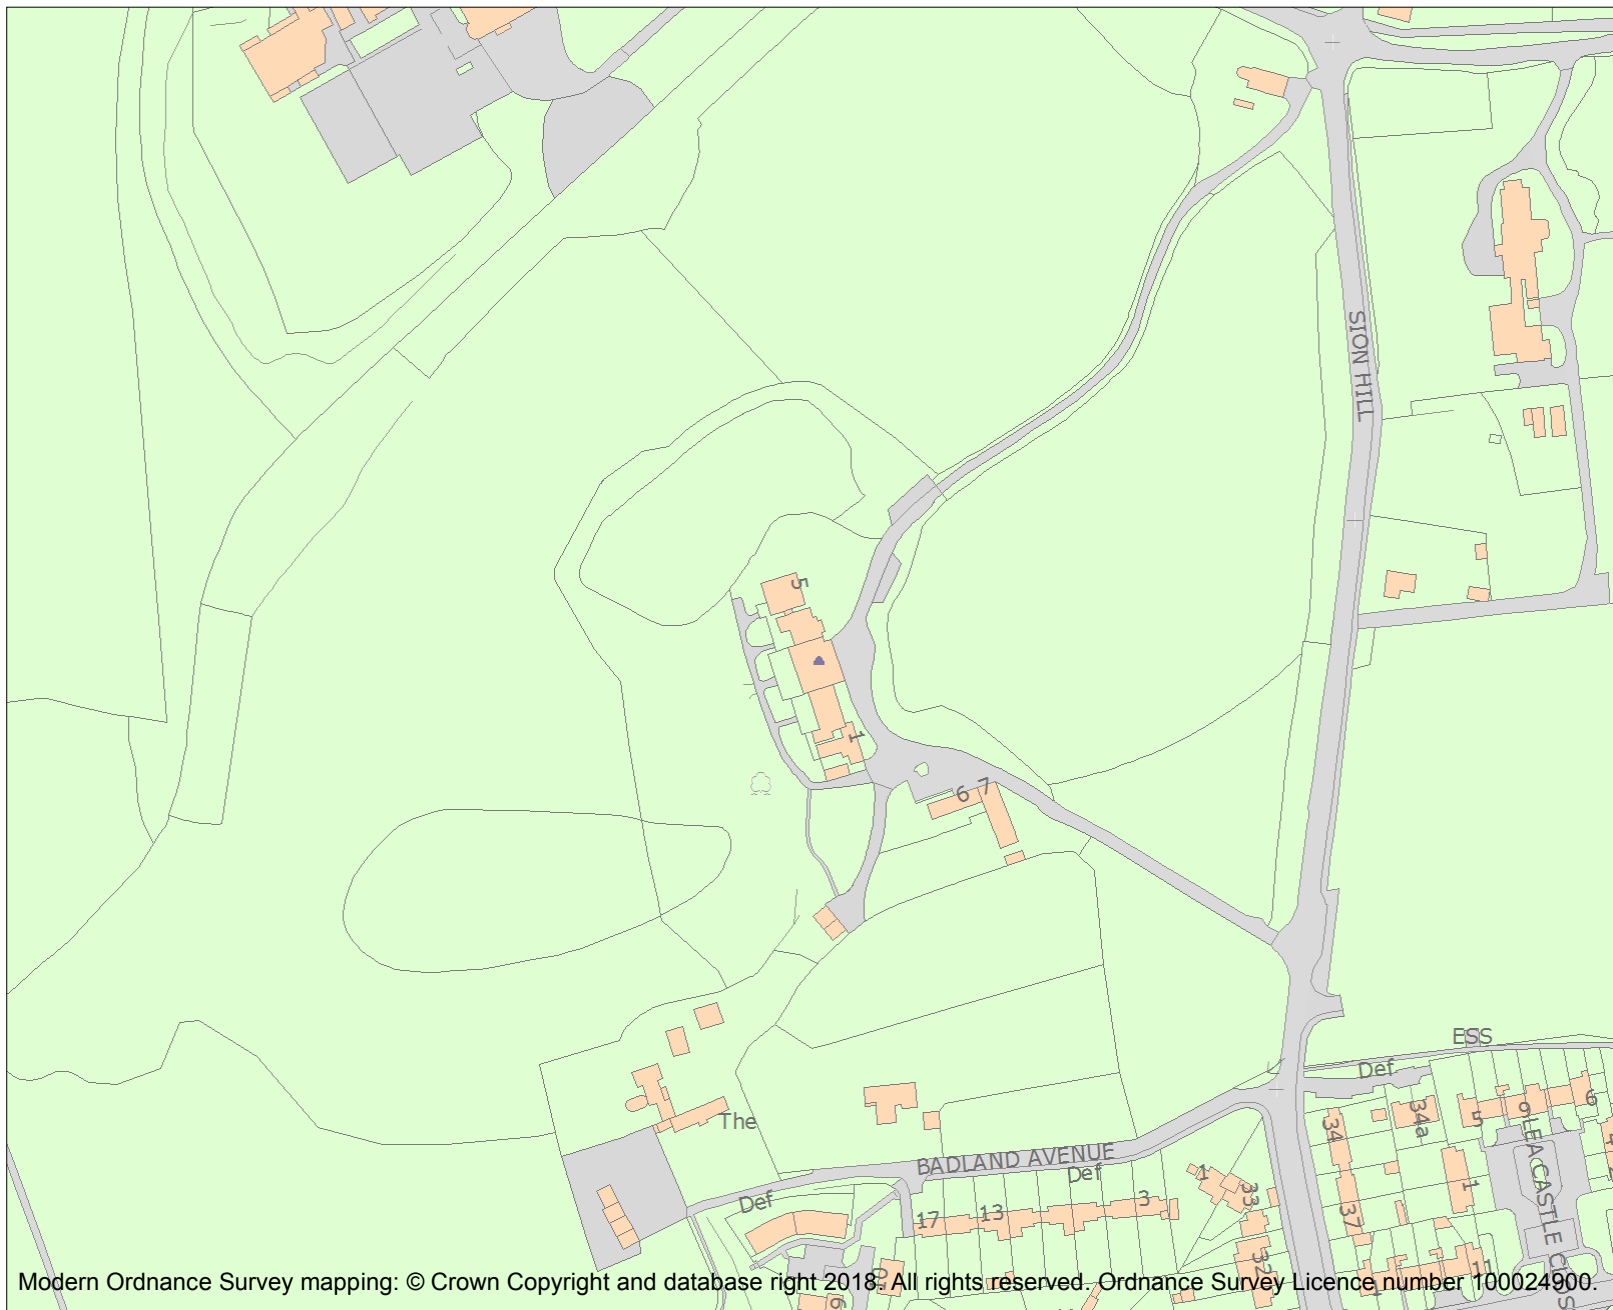 SION HILL
5
1
6 7
ESS
Def
The
BADLAND AVENUE
Def
Def
17
13
3
1
33
32
34
37
34a
5
9
6
1
11
LEA CASTLE CLOS
Modern Ordnance Survey mapping: © Crown Copyright and database right 2018. All rights reserved. Ordnance Survey Licence number 100024900.